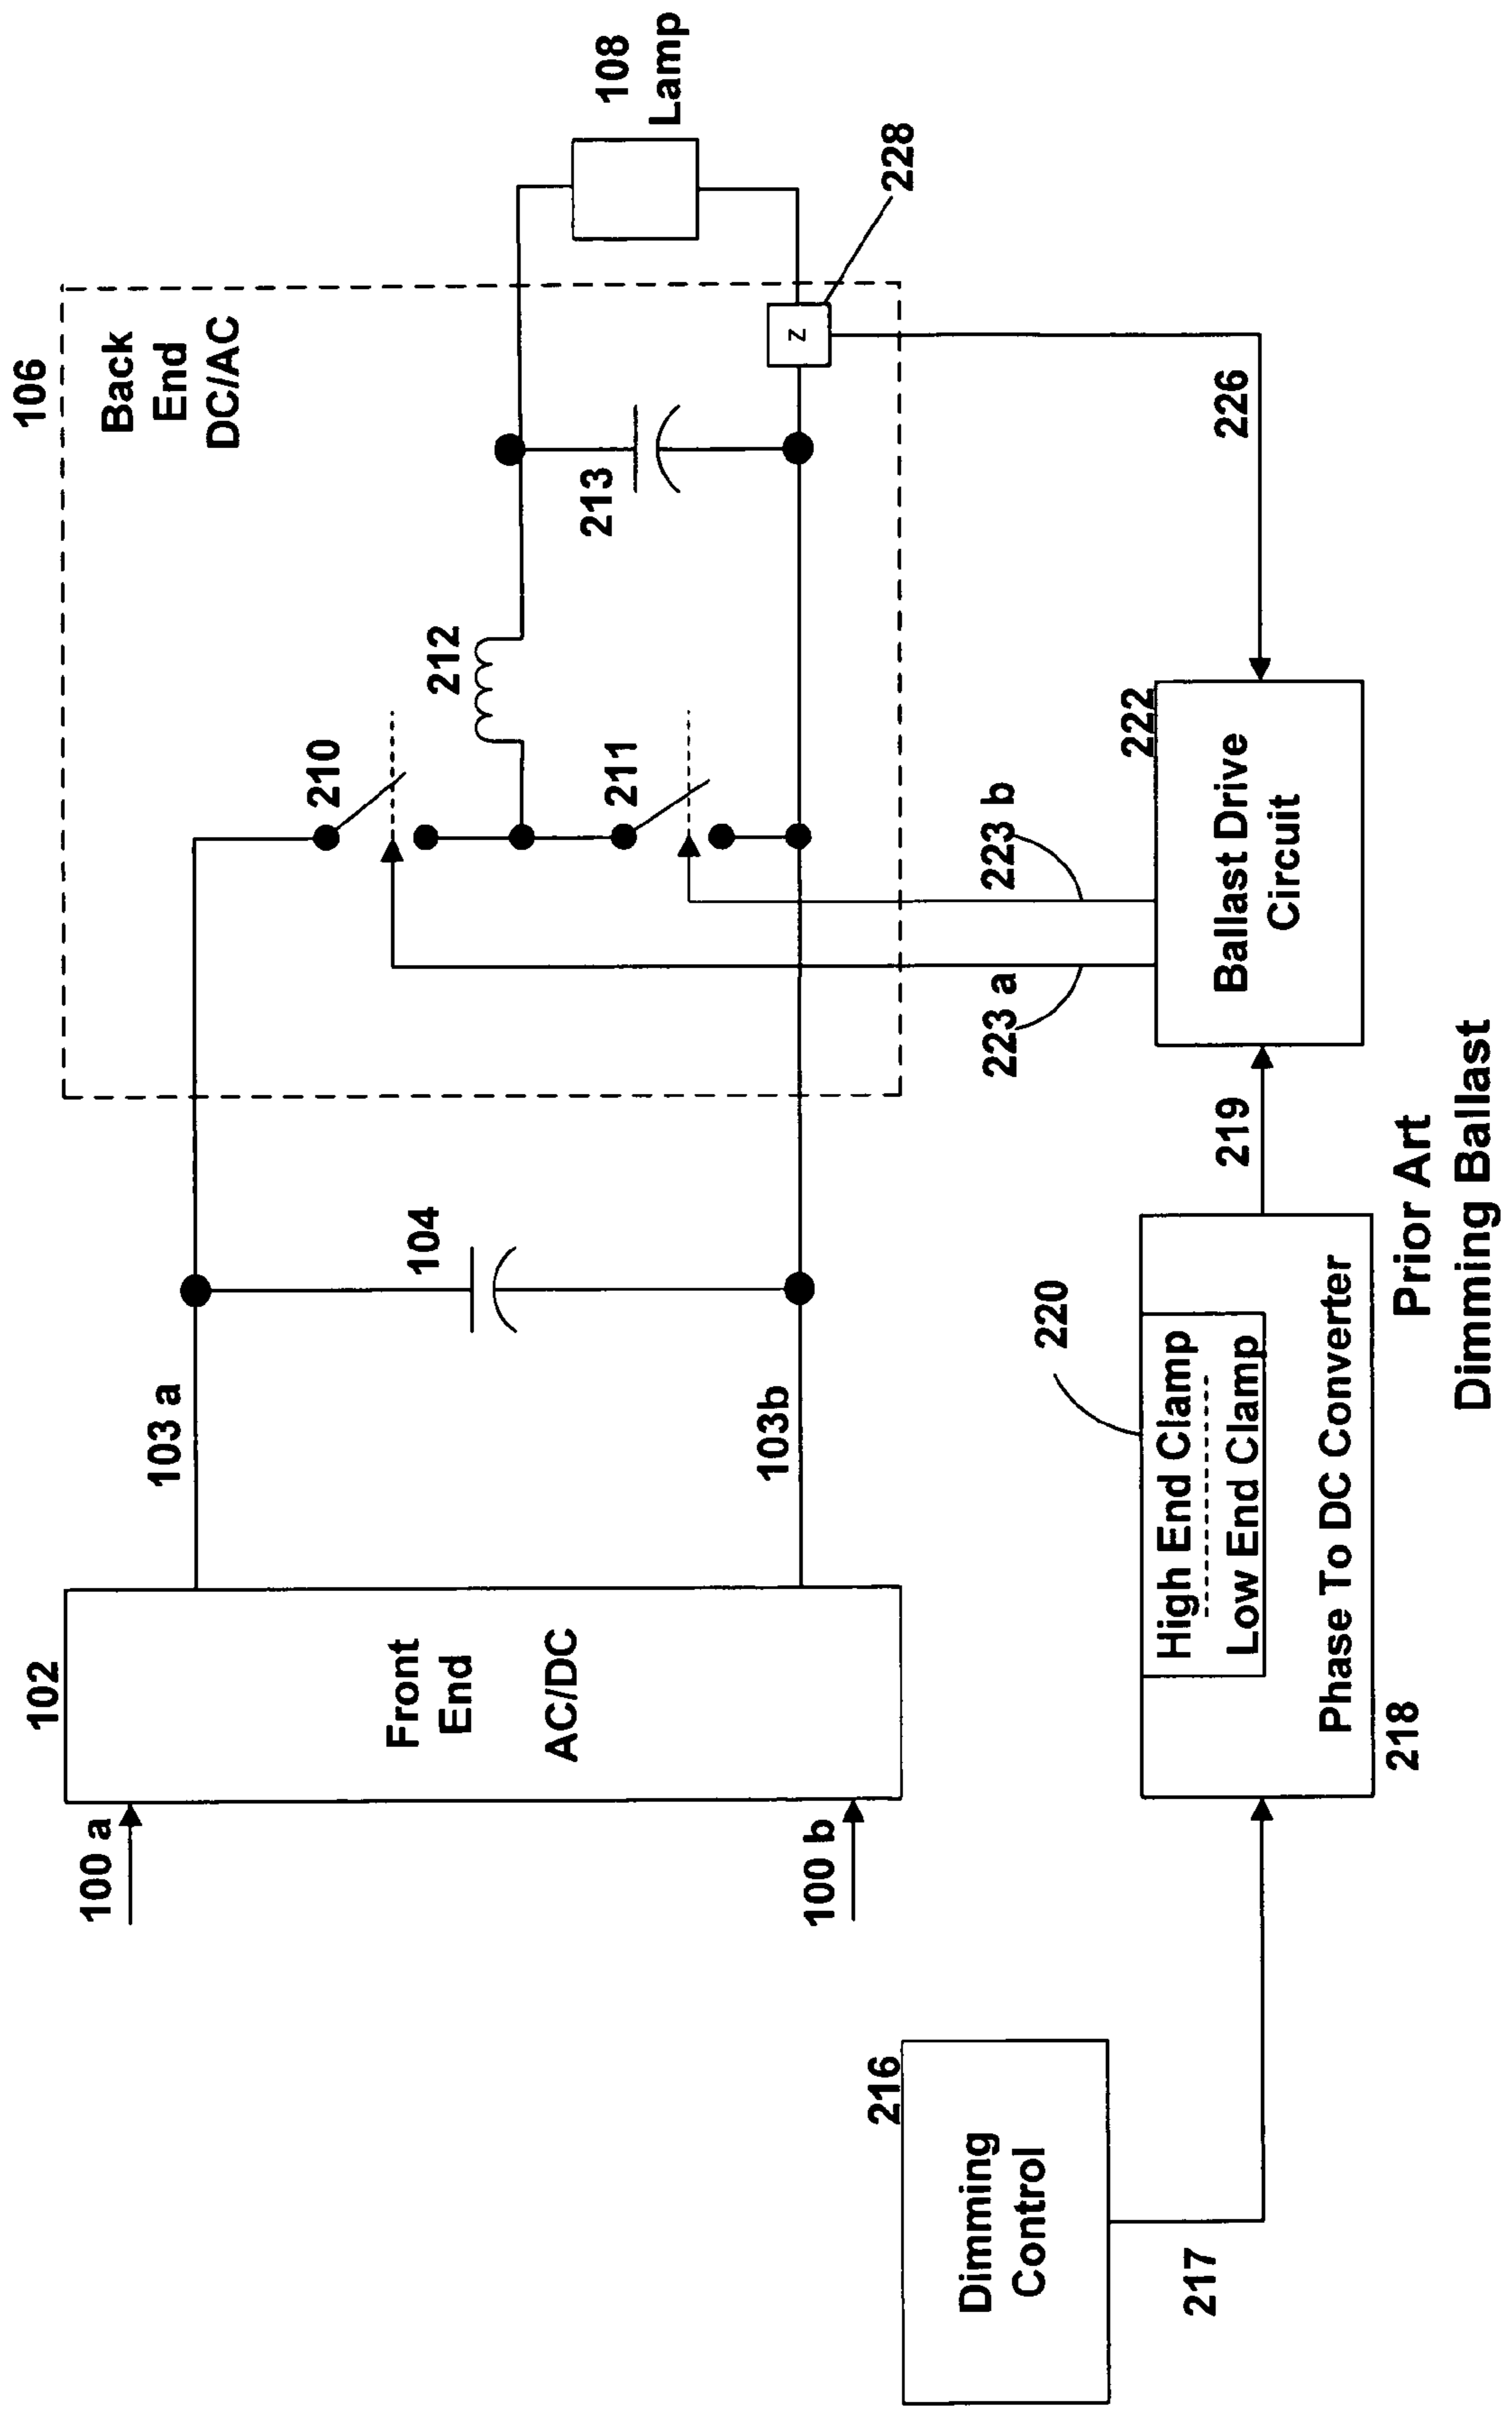 106
Back
End
DC/AC
102
Front
End
AC/DC
100 a
100 b
103 a
103b
104
210
211
212
213
108
Lamp
z
228
226
223 a
223 b
222
Ballast Drive
Circuit
219
220
High End Clamp
Low End Clamp
Phase To DC Converter
218
216
Dimming
Control
217
Prior Art
Dimming Ballast